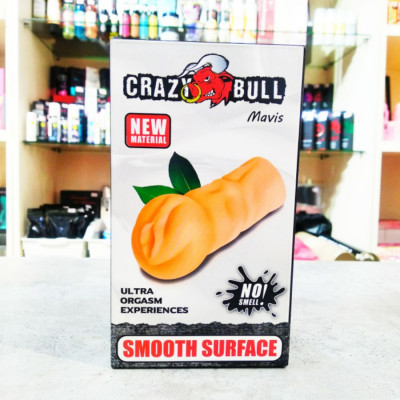 CRAZY BULL
Mavis
NEW
MATERIAL
ULTRA
ORGASM
EXPERIENCES
NO!
SMELL!
SMOOTH SURFACE